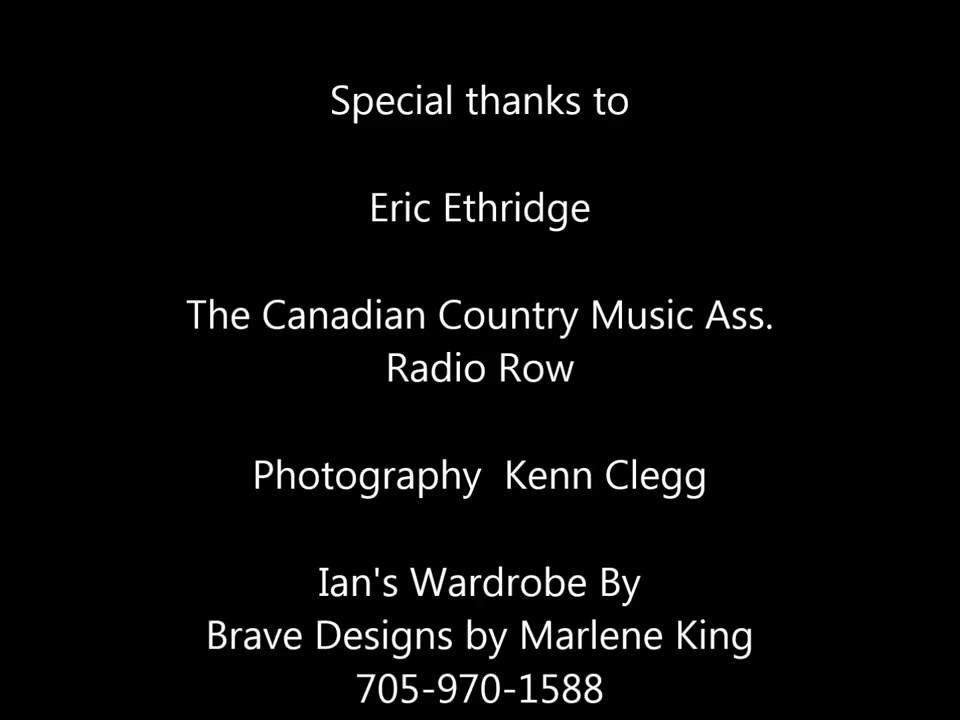 Special thanks to
Eric Ethridge
The Canadian Country Music Ass.
Radio Row
Photography  Kenn Clegg
Ian's Wardrobe By
Brave Designs by Marlene King
705-970-1588